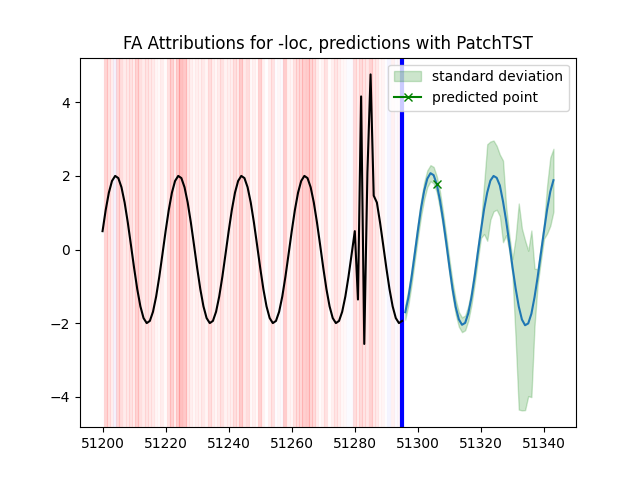 FA Attributions for -loc, predictions with PatchTST
standard deviation
predicted point
4
2
0
−2
−4
51200 51220 51240 51260 51280 51300 51320 51340